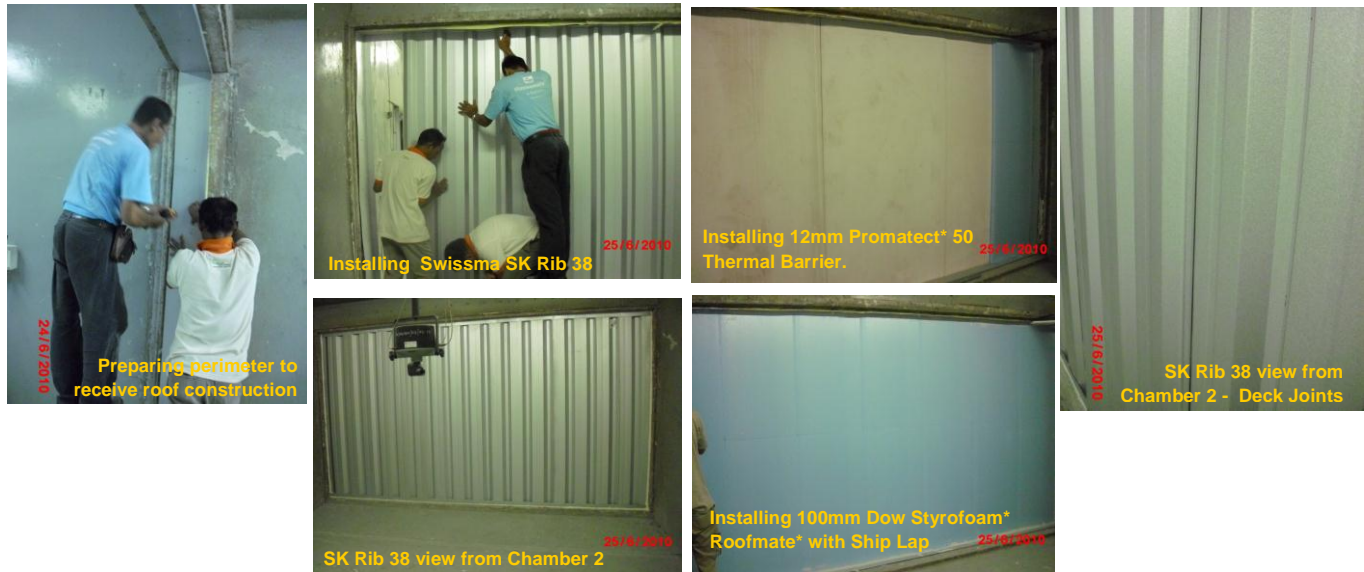 24/6/2010
Preparing perimeter to
receive roof construction
25/6/2010
Installing  Swissma SK Rib 38
25/6/2010
SK Rib 38 view from Chamber 2
Installing 12mm Promatect* 50
Thermal Barrier.
25/6/2010
Installing 100mm Dow Styrofoam*
Roofmate* with Ship Lap
25/6/2010
25/6/2010
SK Rib 38 view from
Chamber 2 -  Deck Joints